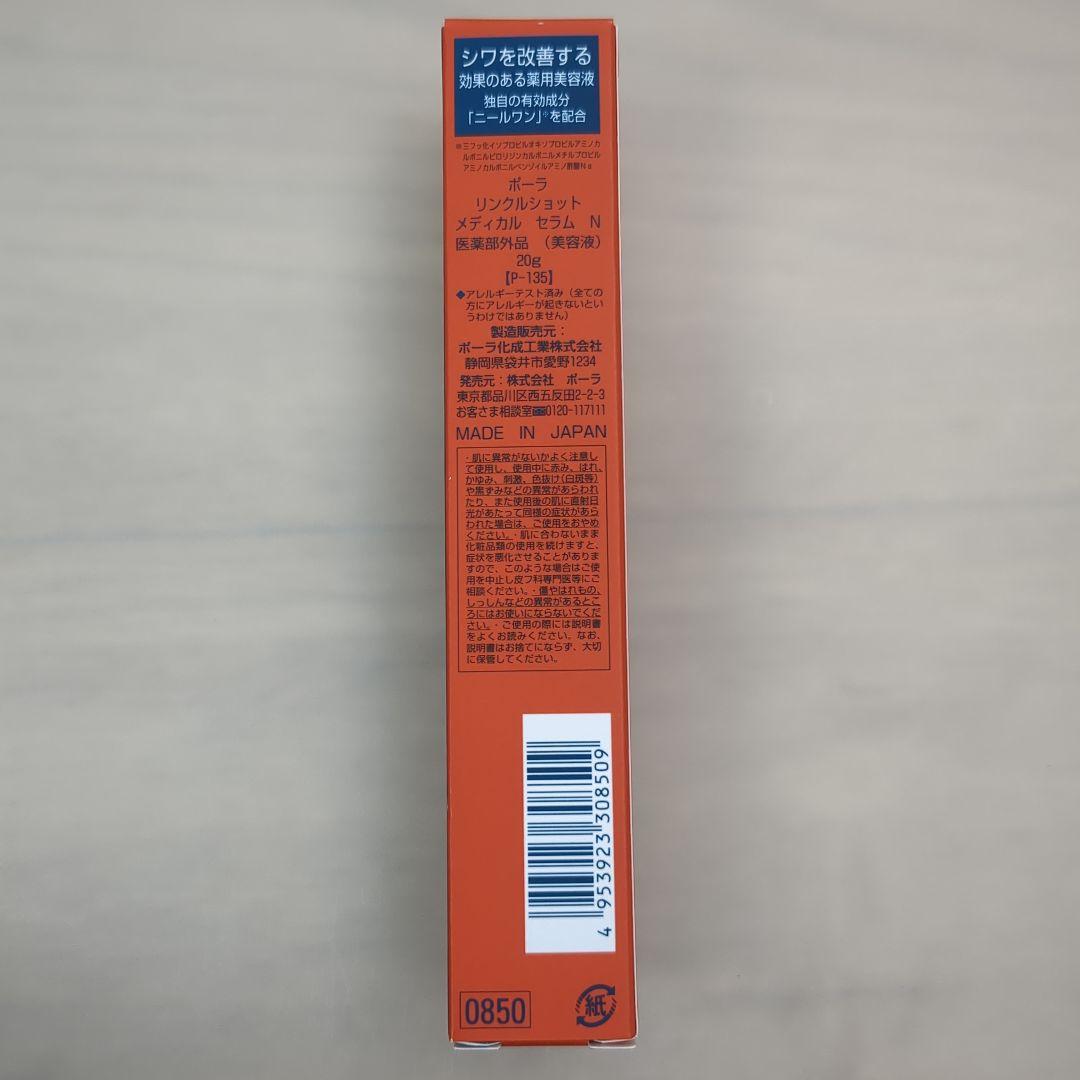 シワを改善する
効果のある薬用美容液
独自の有効成分
「ニールワン」※を配合
※三フッ化イソプロピルオキソプロピルアミノカ
ルボニルピロリジンカルボニルメチルプロピル
アミノカルボニルベンゾイルアミノ酢酸Na
ポーラ
リンクルショット
メディカル セラム N
医薬部外品 (美容液)
20g
【P-135】
◆アレルギーテスト済み(全ての
方にアレルギーが起きないとい
うわけではありません)
製造販売元:
ポーラ化成工業株式会社
静岡県袋井市愛野1234
発売元:株式会社 ポーラ
東京都品川区西五反田2-2-3
お客さま相談室0120-117111
MADE IN JAPAN
・肌に異常がないかよく注意し
て使用し、使用中に赤み、はれ、
かゆみ、刺激、色抜け(白斑等)
や黒ずみなどの異常があらわれ
たり、また使用後の肌に直射日
光があたって同様の症状があら
われた場合は、ご使用をおやめ
ください。・肌に合わないまま
化粧品類の使用を続けますと、
症状を悪化させることがありま
すので、このような場合はご使
用を中止し皮フ科専門医等にご
相談ください。・傷やはれもの、
しっしんなどの異常があるとこ
ろにはお使いにならないでくだ
さい。・ご使用の際には説明書
をよくお読みください。なお、
説明書はお捨てにならず、大切
に保管してください。
4 953923 308509
0850
紙